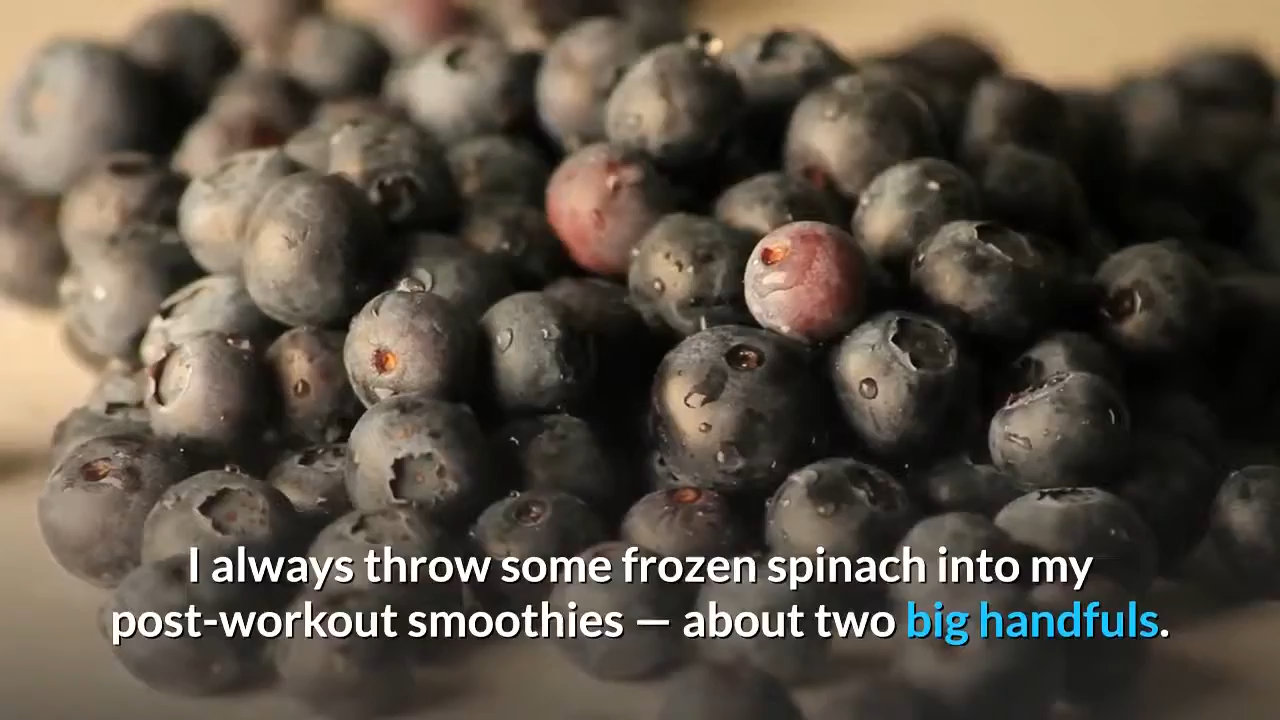 I always throw some frozen spinach into my
post-workout smoothies — about two big handfuls.